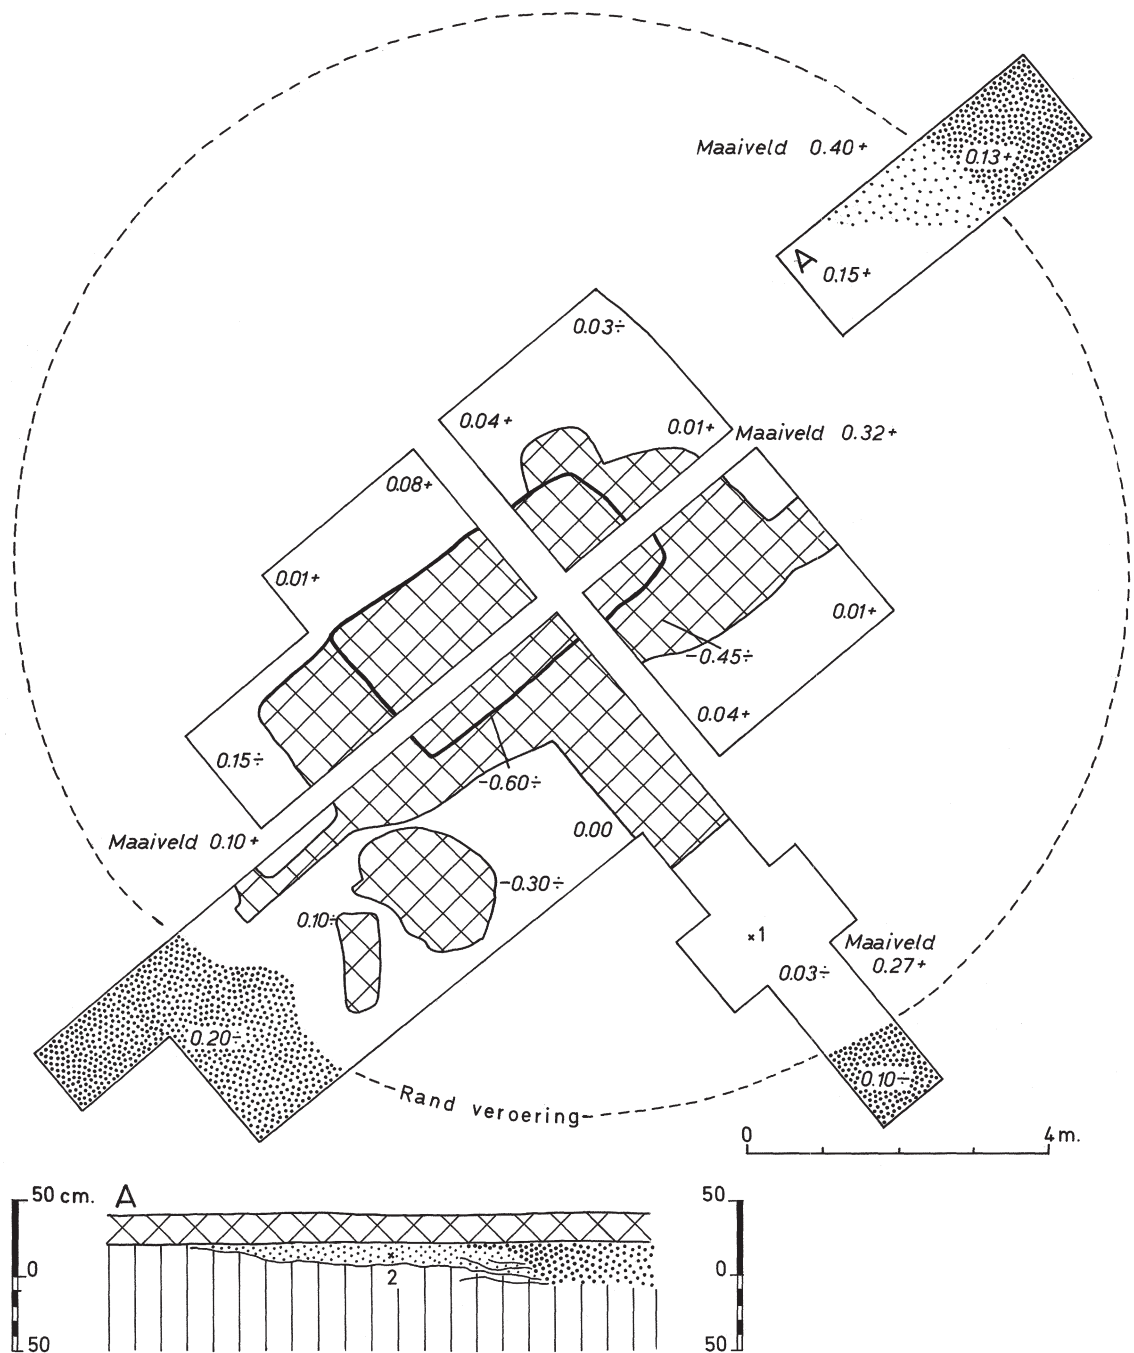 Maaiveld 0.40+
0.13+
A
0.15+
0.03÷
0.04+
0.01+
Maaiveld 0.32+
0.08+
0.01+
0.01+
-0.45÷
0.04+
0.15÷
-0.60÷
Maaiveld 0.10+
0.00
-0.30÷
0.10÷
1
Maaiveld
0.27+
0.03÷
0.20÷
0.10÷
Rand veroering
0 4 m.
50 cm. A 50
0 2 0
50 50